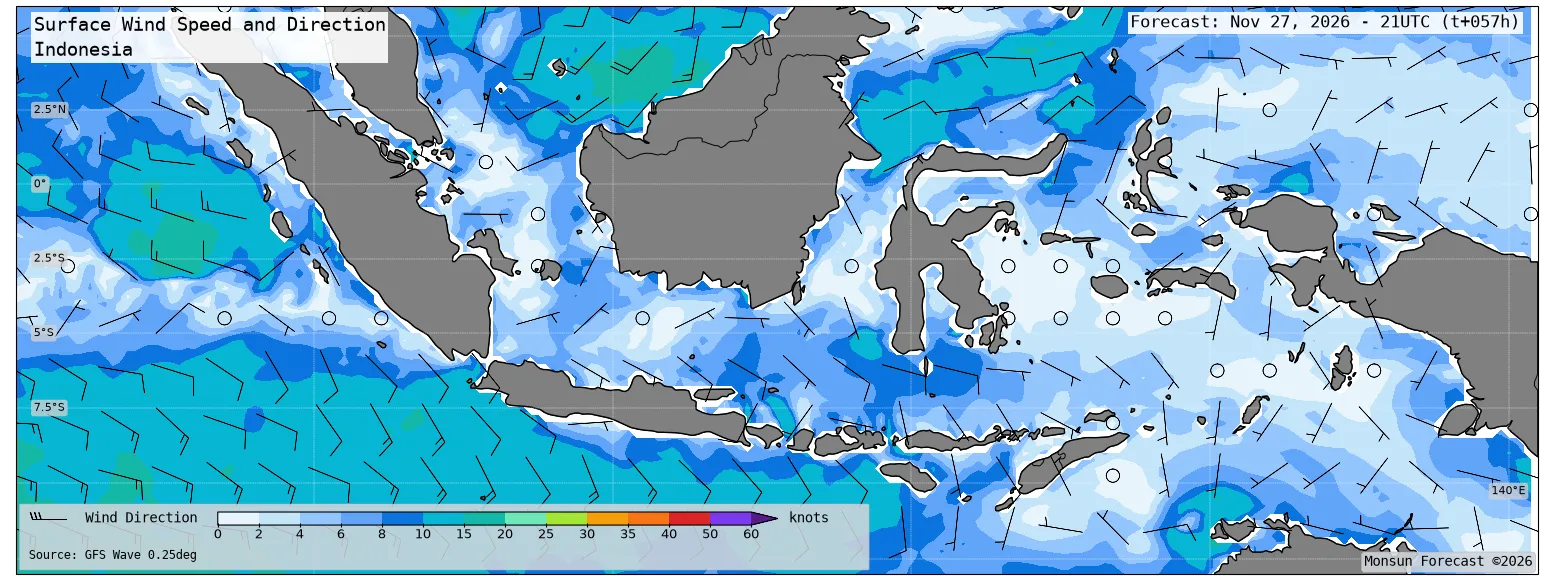 Surface Wind Speed and Direction
Indonesia
Forecast: Nov 27, 2026 - 21UTC (t+057h)
2.5°N
0°
2.5°S
5°S
7.5°S
140°E
Wind Direction
0 2 4 6 8 10 15 20 25 30 35 40 50 60
knots
Source: GFS Wave 0.25deg
Monsun Forecast ©2026